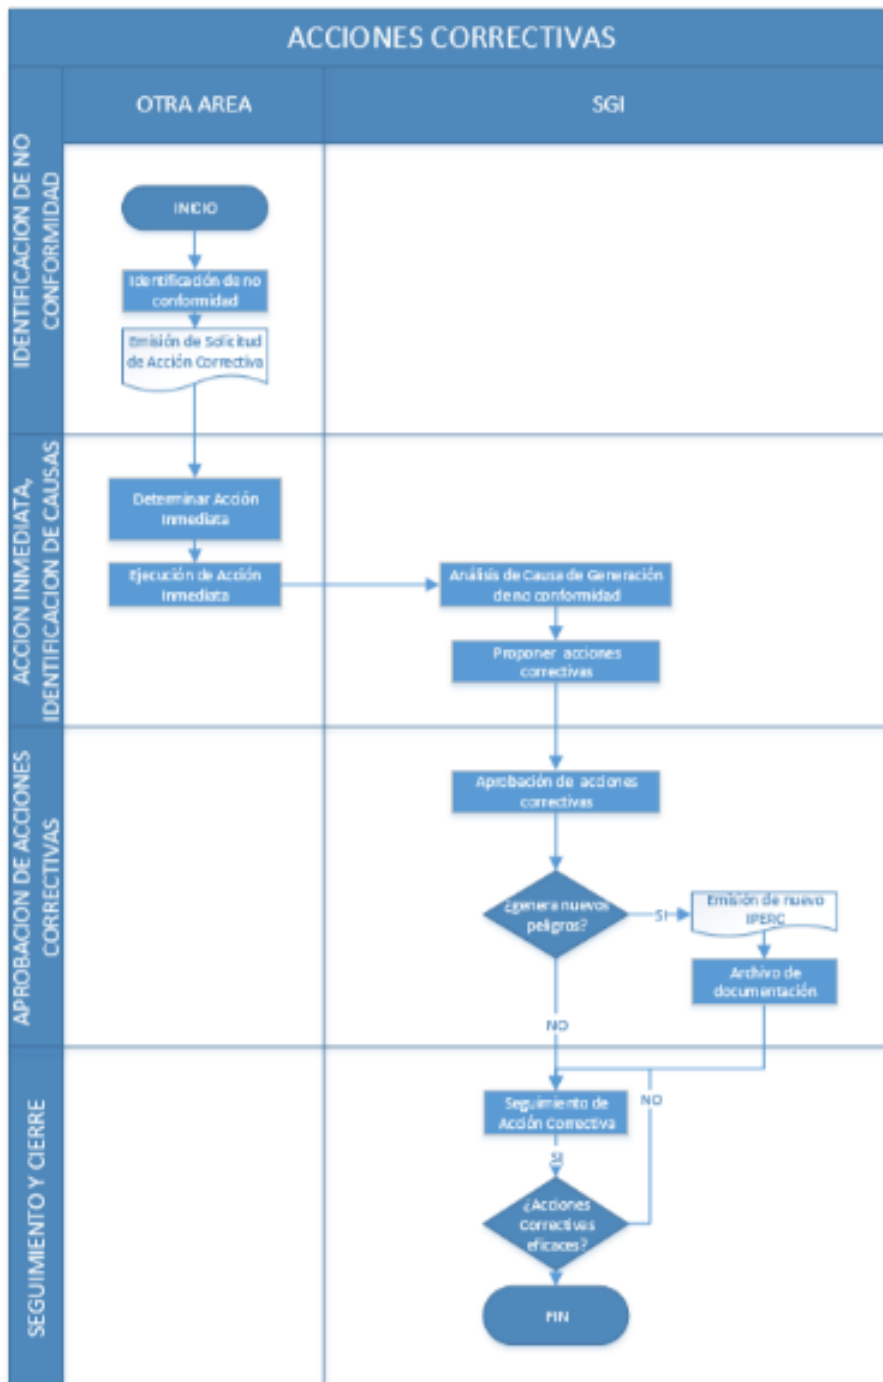 ACCIONES CORRECTIVAS
OTRA AREA
SGI
IDENTIFICACION DE NO
CONFORMIDAD
INICIO
Identificación de no
conformidad
Emisión de Solicitud
de Acción Correctiva
ACCION INMEDIATA,
IDENTIFICACION DE CAUSAS
Determinar Acción
Inmediata
Ejecución de Acción
Inmediata
Análisis de Causa de Generación
de no conformidad
Proponer acciones
correctivas
APROBACION DE ACCIONES
CORRECTIVAS
Aprobación de acciones
correctivas
¿genera nuevos
peligros?
SI
Emisión de nuevo
IPERC
Archivo de
documentación
NO
SEGUIMIENTO Y CIERRE
Seguimiento de
Acción Correctiva
NO
SI
¿Acciones
Correctivas
eficaces?
FIN